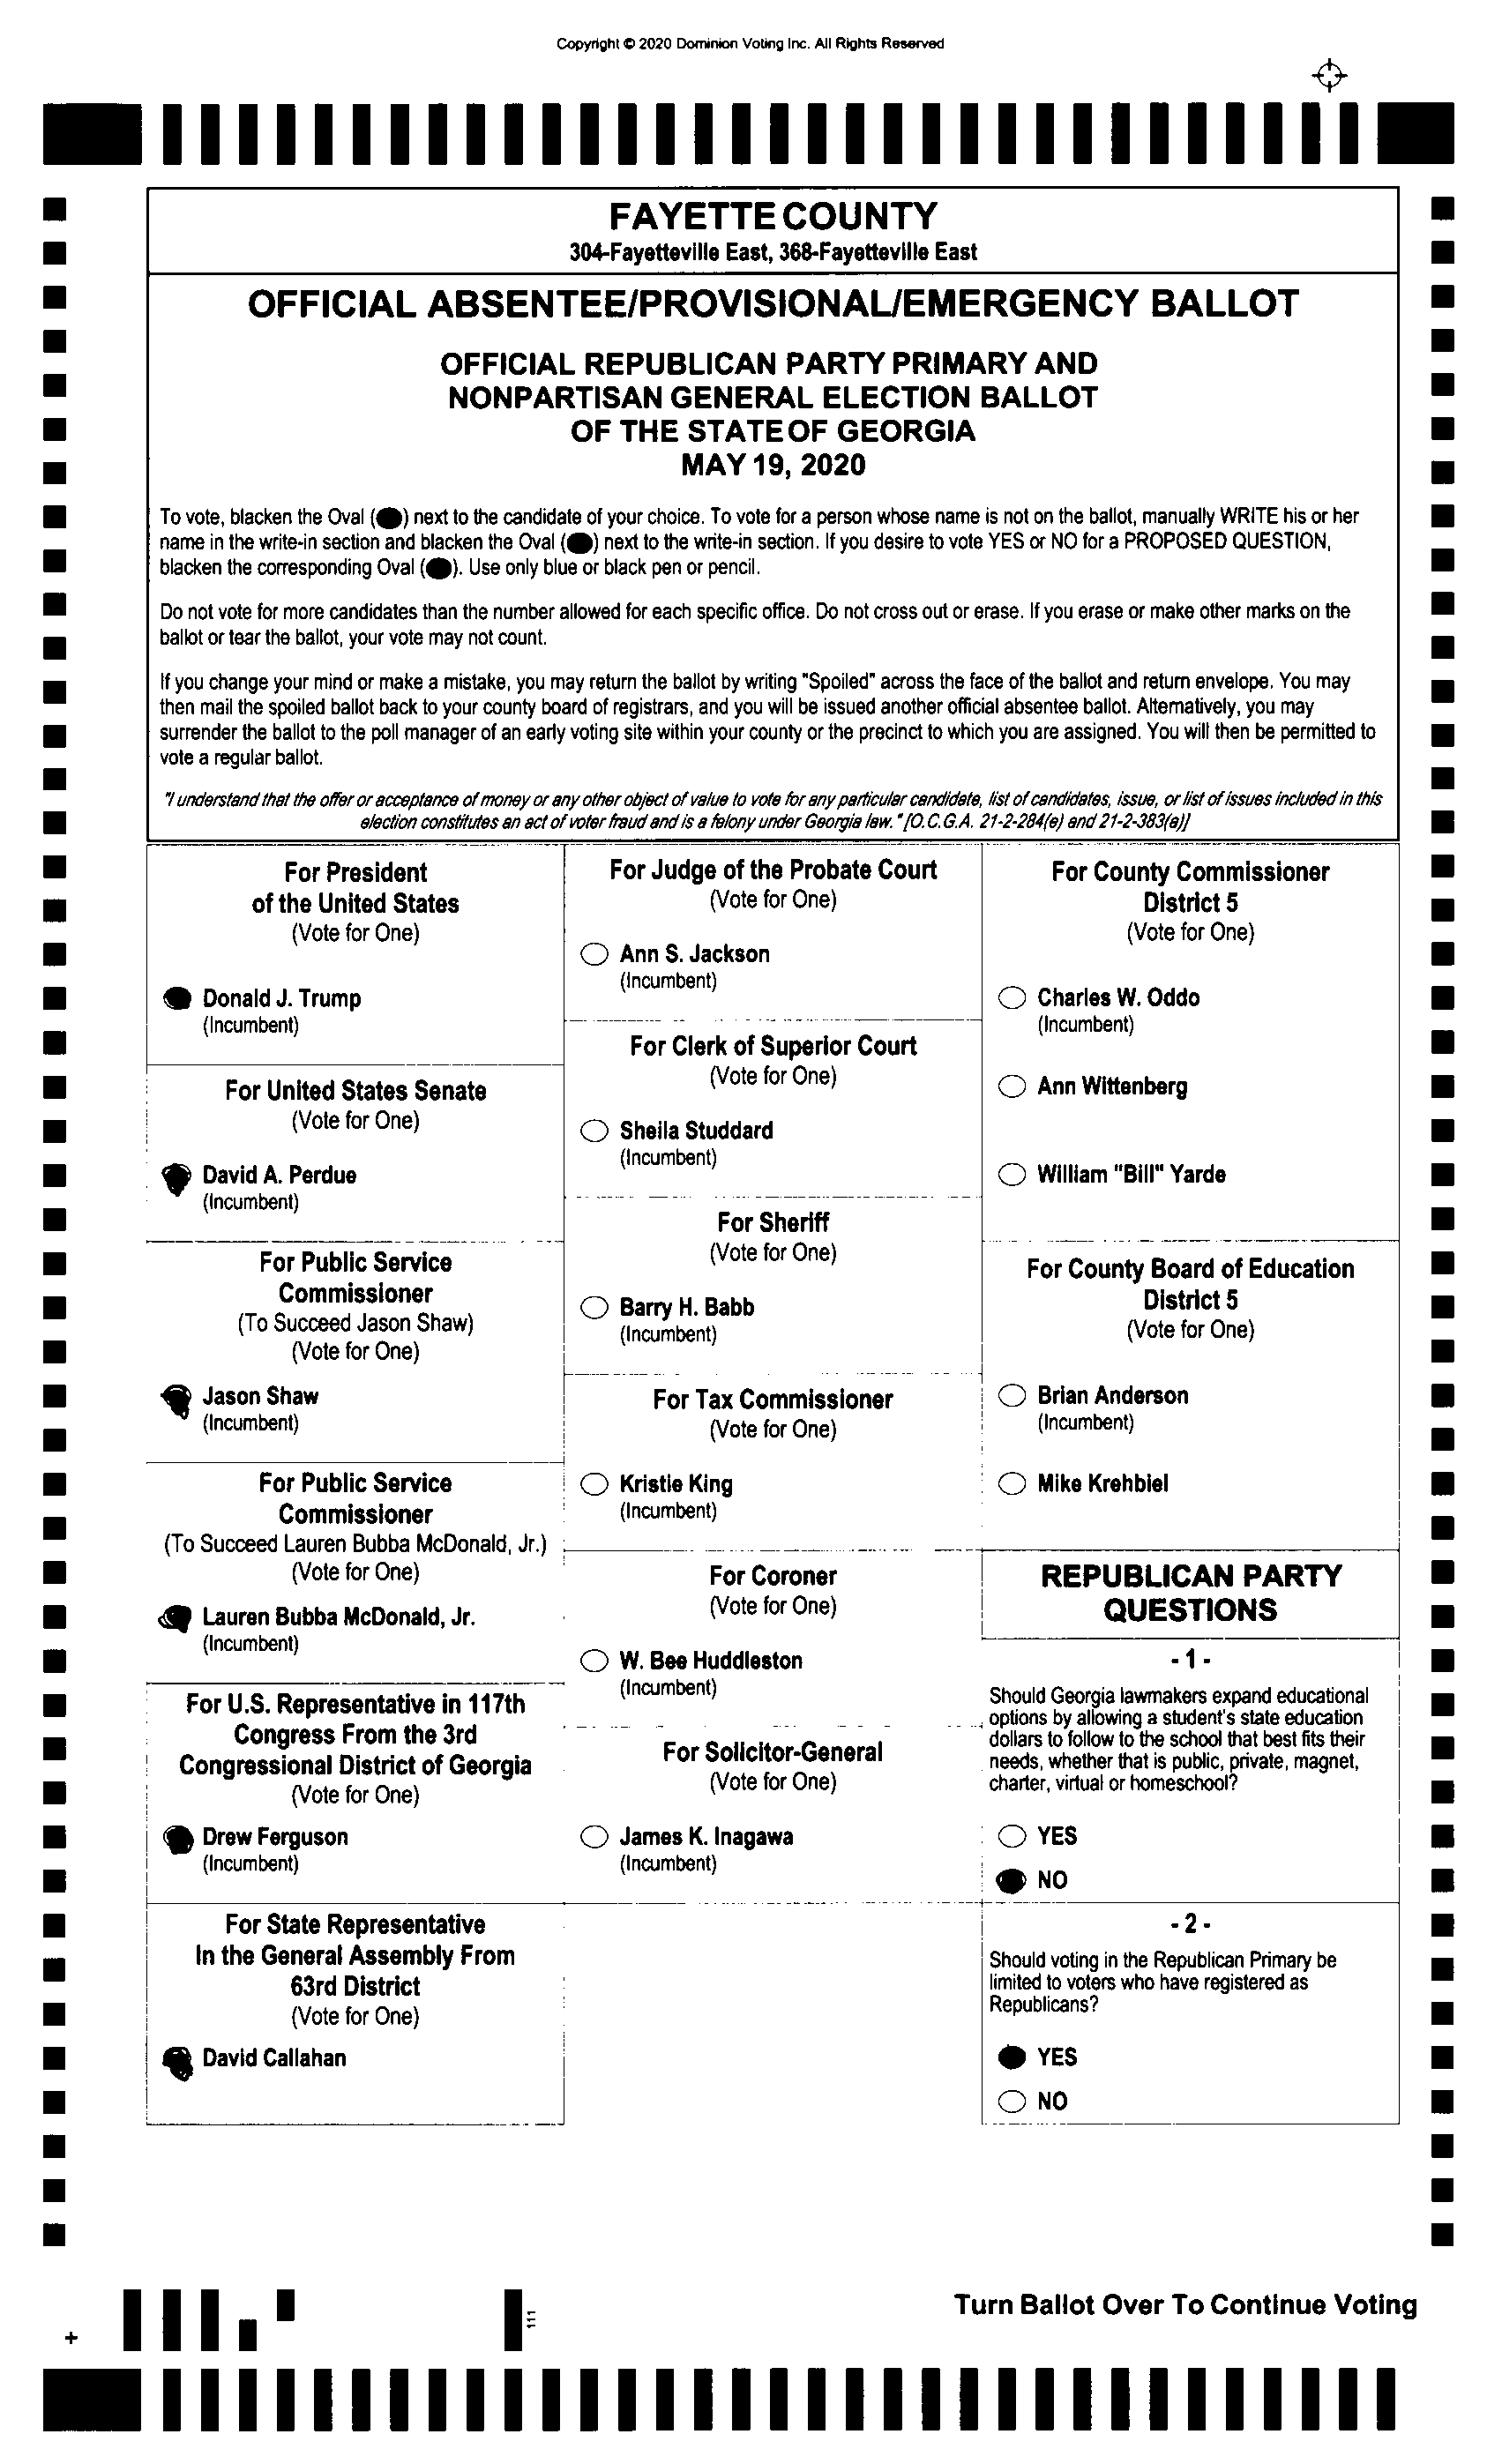 Copyright © 2020 Dominion Voting Inc. All Rights Reserved
FAYETTE COUNTY
304-Fayetteville East, 368-Fayetteville East
OFFICIAL ABSENTEE/PROVISIONAL/EMERGENCY BALLOT
OFFICIAL REPUBLICAN PARTY PRIMARY AND
NONPARTISAN GENERAL ELECTION BALLOT
OF THE STATE OF GEORGIA
MAY 19, 2020
To vote, blacken the Oval (●) next to the candidate of your choice. To vote for a person whose name is not on the ballot, manually WRITE his or her
name in the write-in section and blacken the Oval (●) next to the write-in section. If you desire to vote YES or NO for a PROPOSED QUESTION,
blacken the corresponding Oval (●). Use only blue or black pen or pencil.
Do not vote for more candidates than the number allowed for each specific office. Do not cross out or erase. If you erase or make other marks on the
ballot or tear the ballot, your vote may not count.
If you change your mind or make a mistake, you may return the ballot by writing "Spoiled" across the face of the ballot and return envelope. You may
then mail the spoiled ballot back to your county board of registrars, and you will be issued another official absentee ballot. Alternatively, you may
surrender the ballot to the poll manager of an early voting site within your county or the precinct to which you are assigned. You will then be permitted to
vote a regular ballot.
"I understand that the offer or acceptance of money or any other object of value to vote for any particular candidate, list of candidates, issue, or list of issues included in this
election constitutes an act of voter fraud and is a felony under Georgia law." [O.C.G.A. 21-2-284(e) and 21-2-383(a)]
For President
of the United States
(Vote for One)
Donald J. Trump
(Incumbent)
For United States Senate
(Vote for One)
David A. Perdue
(Incumbent)
For Public Service
Commissioner
(To Succeed Jason Shaw)
(Vote for One)
Jason Shaw
(Incumbent)
For Public Service
Commissioner
(To Succeed Lauren Bubba McDonald, Jr.)
(Vote for One)
Lauren Bubba McDonald, Jr.
(Incumbent)
For U.S. Representative in 117th
Congress From the 3rd
Congressional District of Georgia
(Vote for One)
Drew Ferguson
(Incumbent)
For State Representative
In the General Assembly From
63rd District
(Vote for One)
David Callahan
For Judge of the Probate Court
(Vote for One)
Ann S. Jackson
(Incumbent)
For Clerk of Superior Court
(Vote for One)
Sheila Studdard
(Incumbent)
For Sheriff
(Vote for One)
Barry H. Babb
(Incumbent)
For Tax Commissioner
(Vote for One)
Kristie King
(Incumbent)
For Coroner
(Vote for One)
W. Bee Huddleston
(Incumbent)
For Solicitor-General
(Vote for One)
James K. Inagawa
(Incumbent)
For County Commissioner
District 5
(Vote for One)
Charles W. Oddo
(Incumbent)
Ann Wittenberg
William "Bill" Yarde
For County Board of Education
District 5
(Vote for One)
Brian Anderson
(Incumbent)
Mike Krehbiel
REPUBLICAN PARTY
QUESTIONS
- 1 -
Should Georgia lawmakers expand educational
options by allowing a student's state education
dollars to follow to the school that best fits their
needs, whether that is public, private, magnet,
charter, virtual or homeschool?
YES
NO
- 2 -
Should voting in the Republican Primary be
limited to voters who have registered as
Republicans?
YES
NO
Turn Ballot Over To Continue Voting
111
+